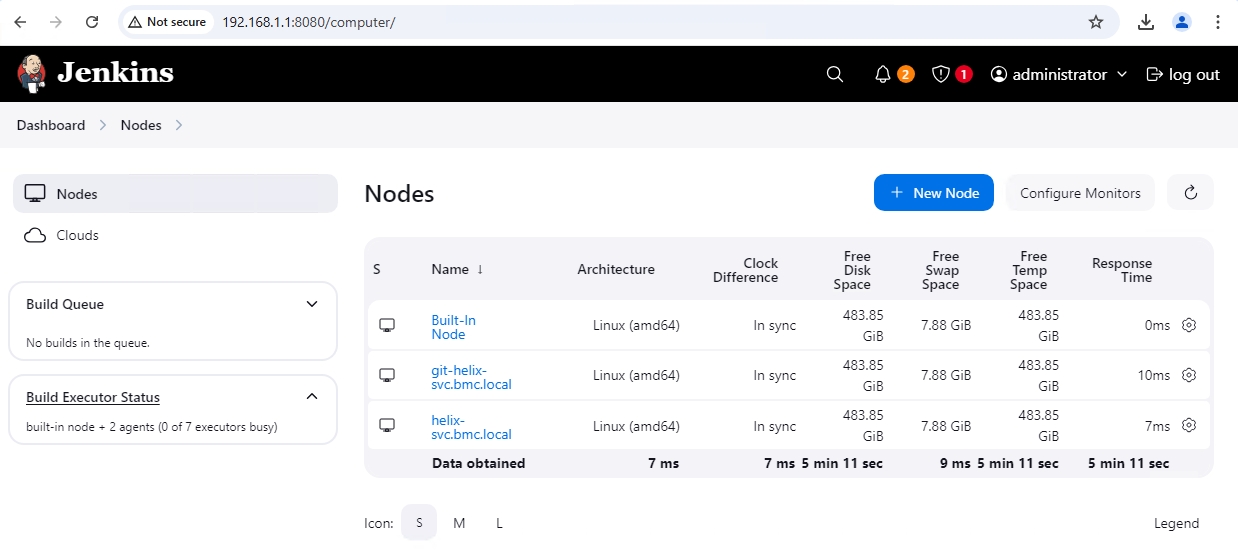 Not secure 192.168.1.1:8080/computer/
Jenkins 2 1 administrator log out
Dashboard Nodes
Nodes
Clouds
Build Queue
No builds in the queue.
Build Executor Status
built-in node + 2 agents (0 of 7 executors busy)
Nodes
+ New Node Configure Monitors
S Name ↓ Architecture Clock Difference Free Disk Space Free Swap Space Free Temp Space Response Time
Built-In Node Linux (amd64) In sync 483.85 GiB 7.88 GiB 483.85 GiB 0ms
git-helix-svc.bmc.local Linux (amd64) In sync 483.85 GiB 7.88 GiB 483.85 GiB 10ms
helix-svc.bmc.local Linux (amd64) In sync 483.85 GiB 7.88 GiB 483.85 GiB 7ms
Data obtained 7 ms 7 ms 5 min 11 sec 9 ms 5 min 11 sec 5 min 11 sec
Icon: S M L Legend